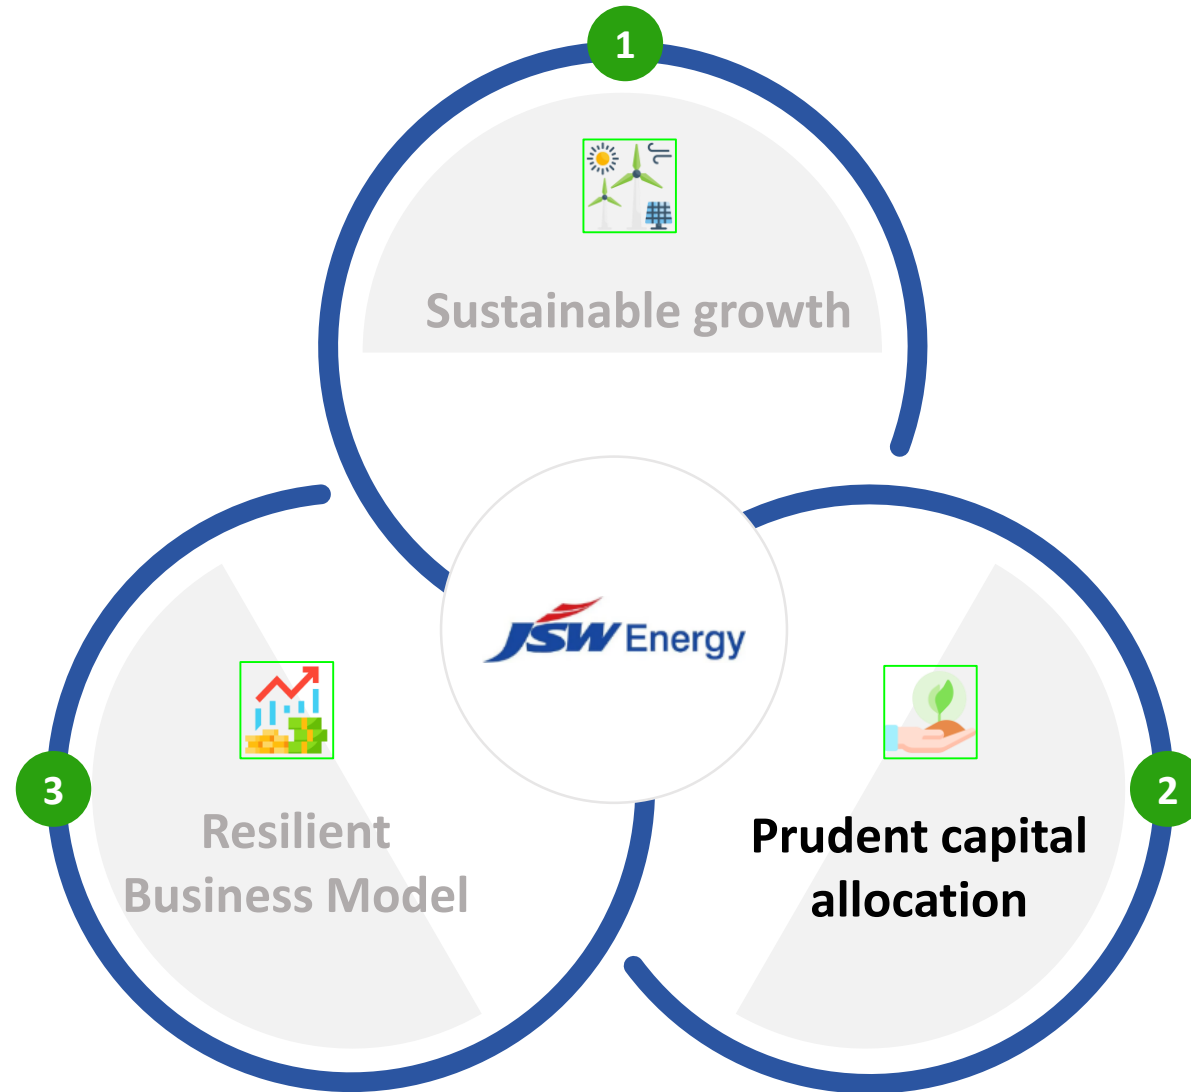 1
Sustainable growth
JSW Energy
2
Prudent capital
allocation
3
Resilient
Business Model